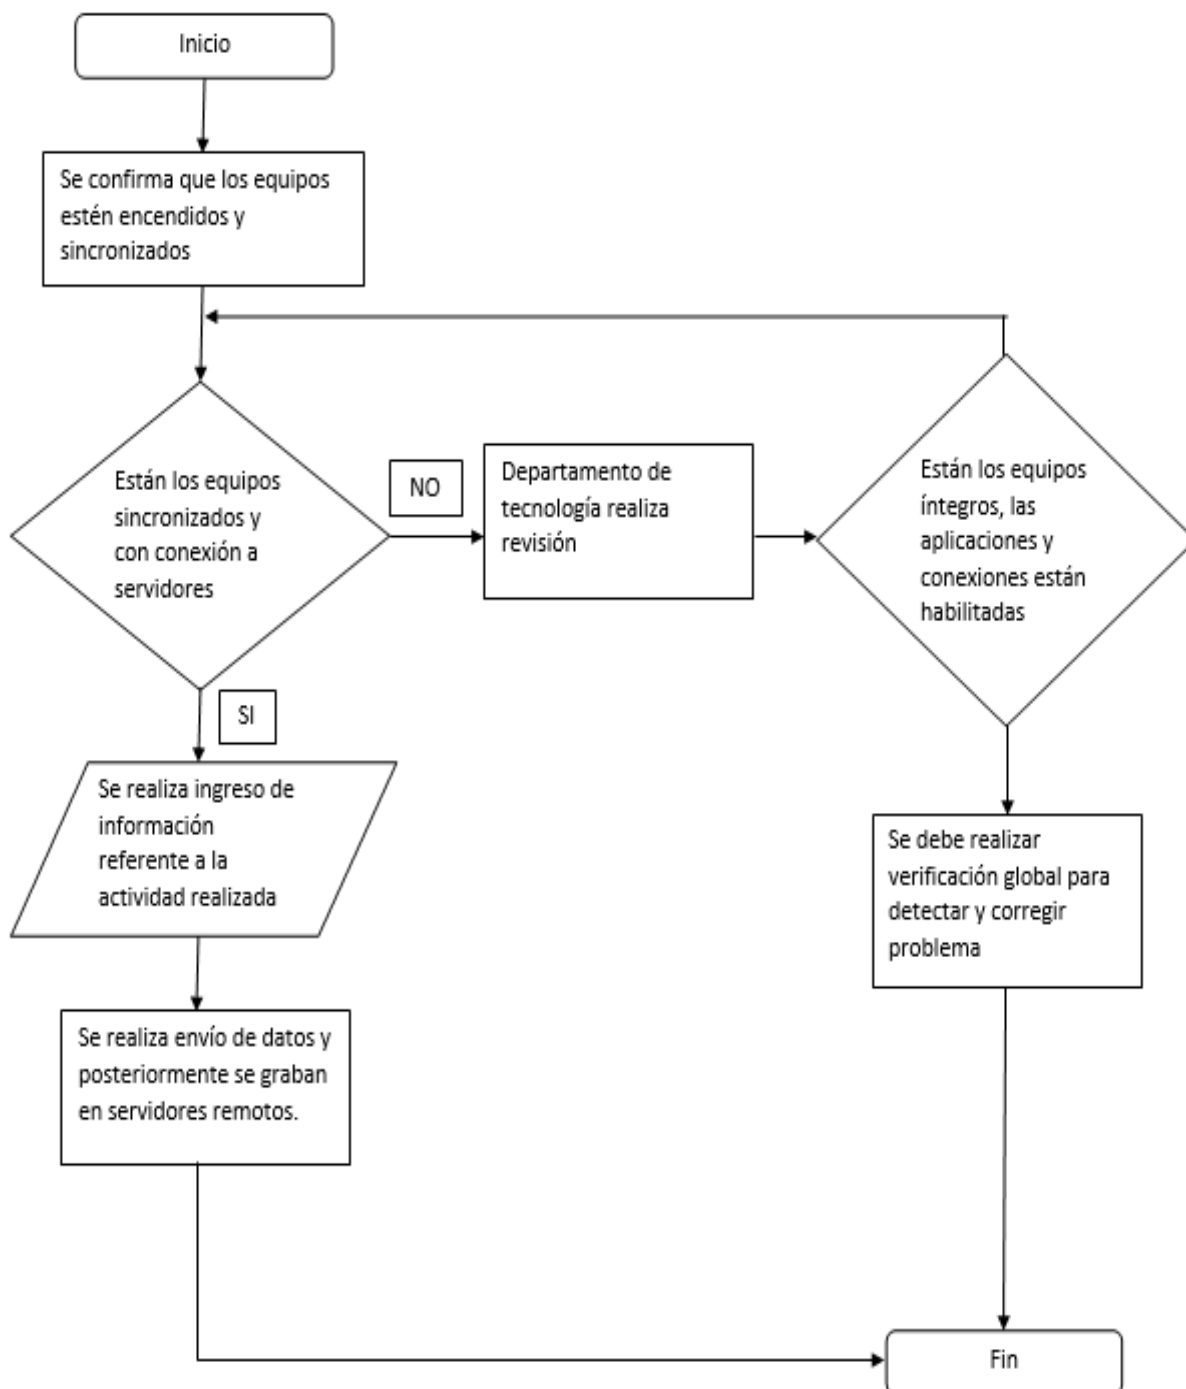 Inicio
Se confirma que los equipos
estén encendidos y
sincronizados
Están los equipos
sincronizados y
con conexión a
servidores
NO
Departamento de
tecnología realiza
revisión
Están los equipos
íntegros, las
aplicaciones y
conexiones están
habilitadas
SI
Se realiza ingreso de
información
referente a la
actividad realizada
Se debe realizar
verificación global para
detectar y corregir
problema
Se realiza envío de datos y
posteriormente se graban
en servidores remotos.
Fin